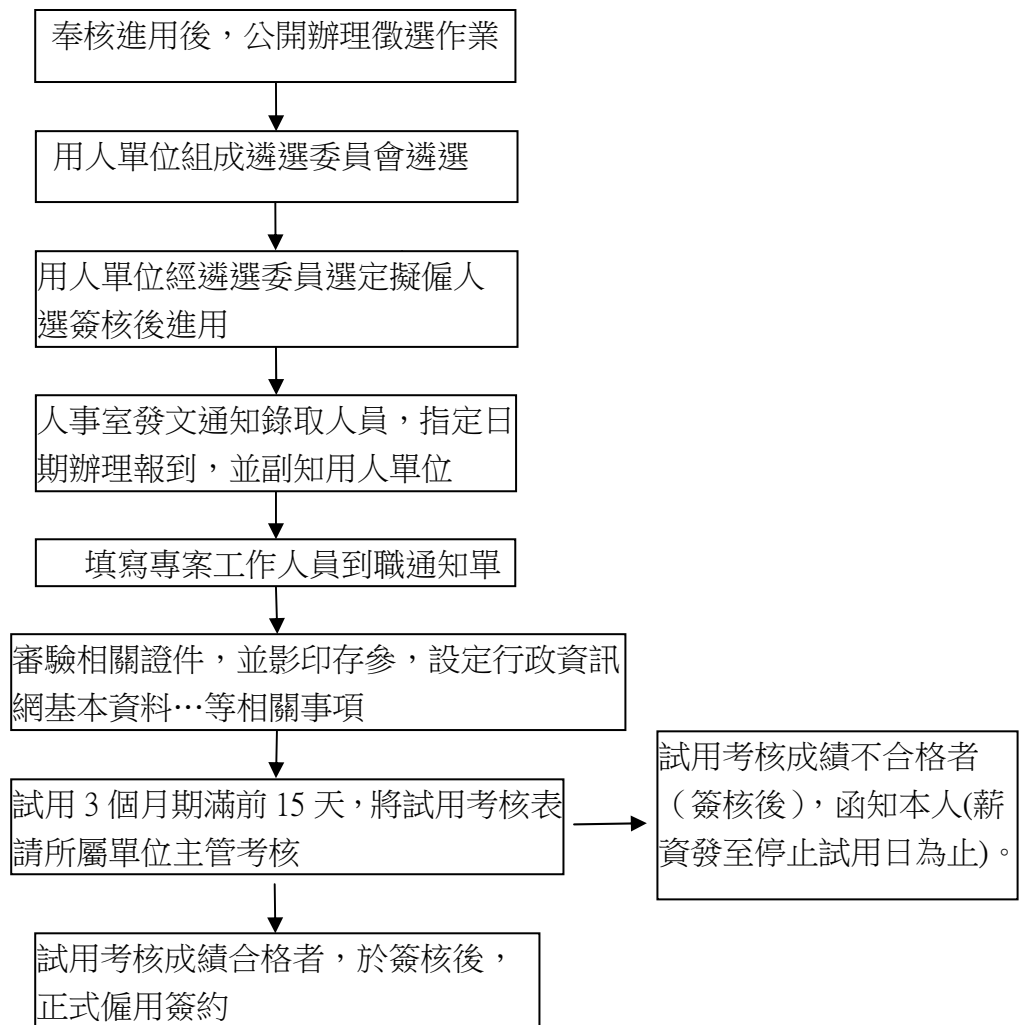 奉核進用後，公開辦理徵選作業
用人單位組成遴選委員會遴選
用人單位經遴選委員選定擬僱人
選簽核後進用
人事室發文通知錄取人員，指定日
期辦理報到，並副知用人單位
填寫專案工作人員到職通知單
審驗相關證件，並影印存參，設定行政資訊
網基本資料…等相關事項
試用 3 個月期滿前 15 天，將試用考核表
請所屬單位主管考核
試用考核成績不合格者
（簽核後），函知本人(薪
資發至停止試用日為止)。
試用考核成績合格者，於簽核後，
正式僱用簽約